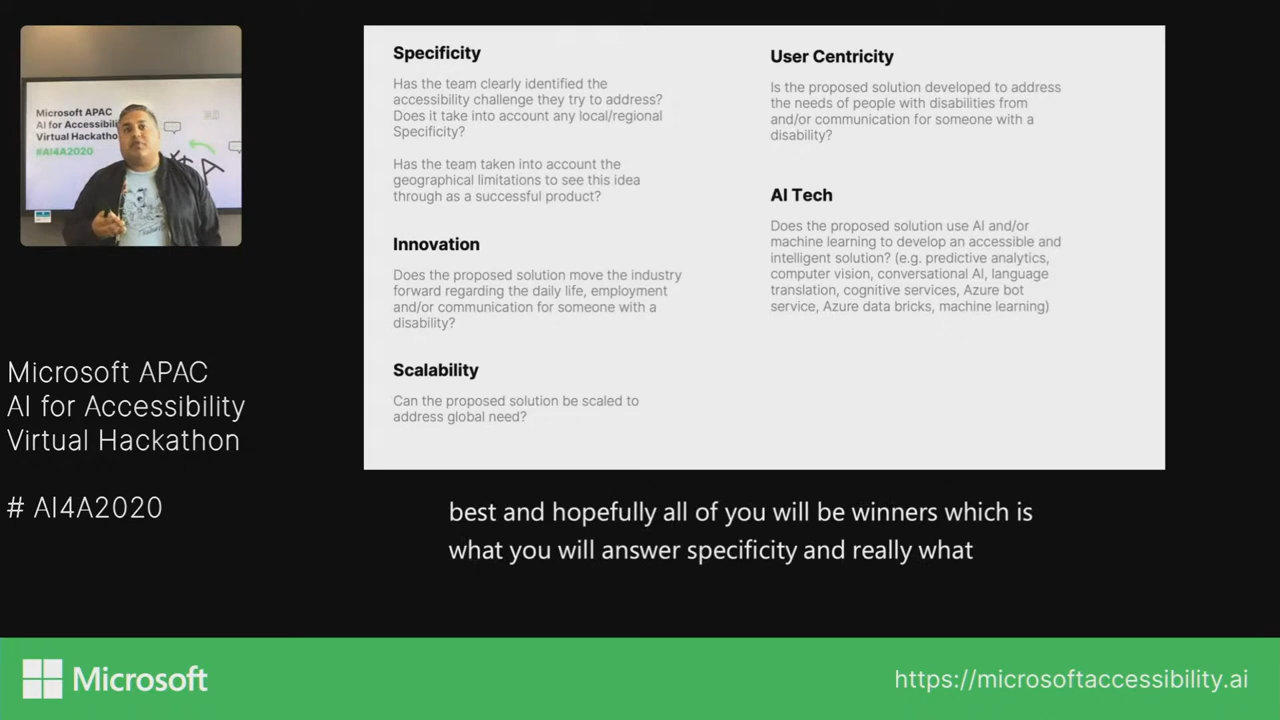 Microsoft APAC
AI for Accessibility
Virtual Hackathon
#AI4A2020
Microsoft APAC
AI for Accessibility
Virtual Hackathon
# AI4A2020
Specificity
Has the team clearly identified the
accessibility challenge they try to address?
Does it take into account any local/regional
Specificity?
Has the team taken into account the
geographical limitations to see this idea
through as a successful product?
Innovation
Does the proposed solution move the industry
forward regarding the daily life, employment
and/or communication for someone with a
disability?
Scalability
Can the proposed solution be scaled to
address global need?
User Centricity
Is the proposed solution developed to address
the needs of people with disabilities from
and/or communication for someone with a
disability?
AI Tech
Does the proposed solution use AI and/or
machine learning to develop an accessible and
intelligent solution? (e.g. predictive analytics,
computer vision, conversational AI, language
translation, cognitive services, Azure bot
service, Azure data bricks, machine learning)
best and hopefully all of you will be winners which is
what you will answer specificity and really what
Microsoft
https://microsoftaccessibility.ai